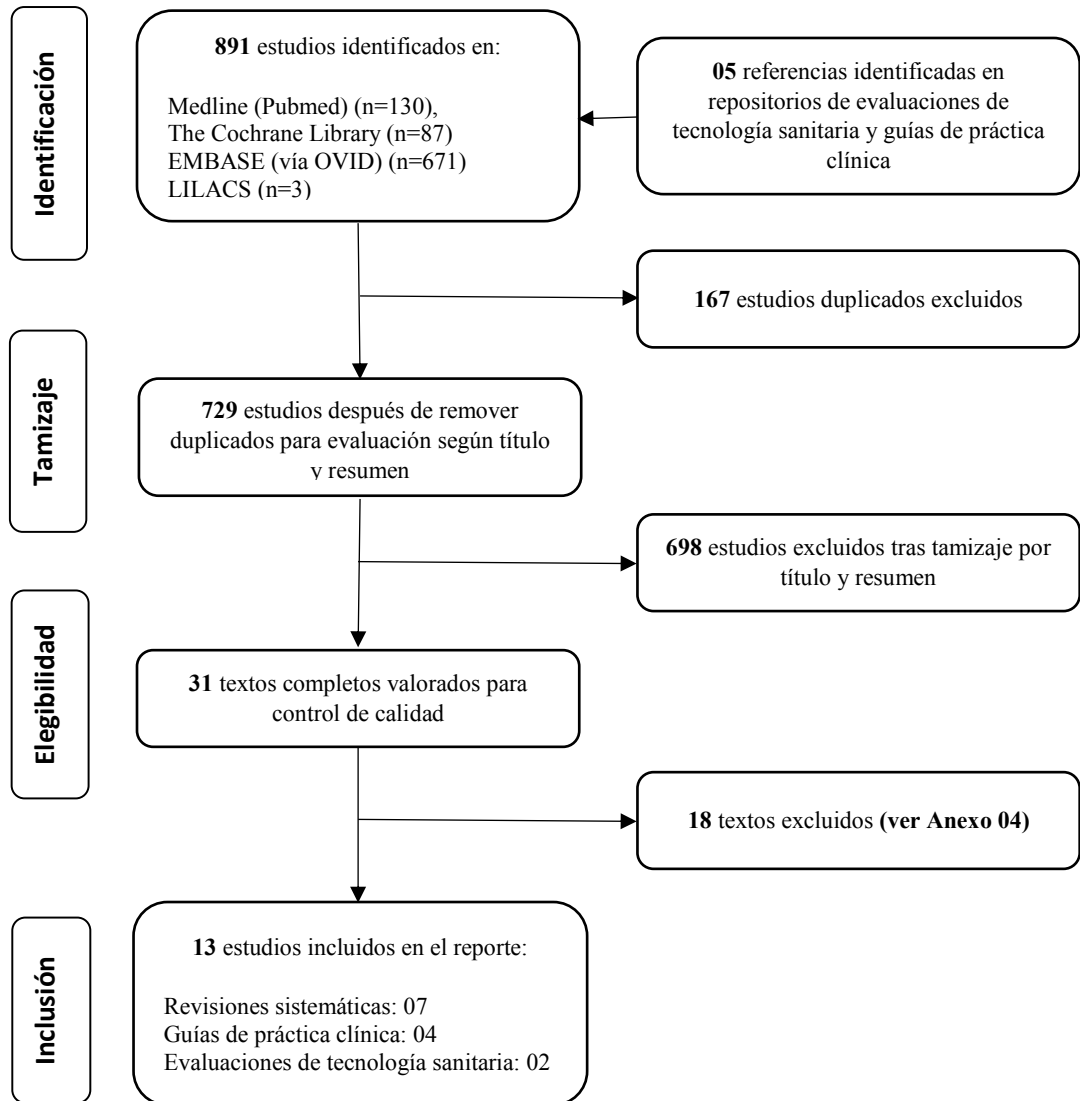 Identificación
891 estudios identificados en:
Medline (Pubmed) (n=130),
The Cochrane Library (n=87)
EMBASE (vía OVID) (n=671)
LILACS (n=3)
05 referencias identificadas en
repositorios de evaluaciones de
tecnología sanitaria y guías de práctica
clínica
167 estudios duplicados excluidos
Tamizaje
729 estudios después de remover
duplicados para evaluación según título
y resumen
698 estudios excluidos tras tamizaje por
título y resumen
Elegibilidad
31 textos completos valorados para
control de calidad
18 textos excluidos (ver Anexo 04)
Inclusión
13 estudios incluidos en el reporte:
Revisiones sistemáticas: 07
Guías de práctica clínica: 04
Evaluaciones de tecnología sanitaria: 02